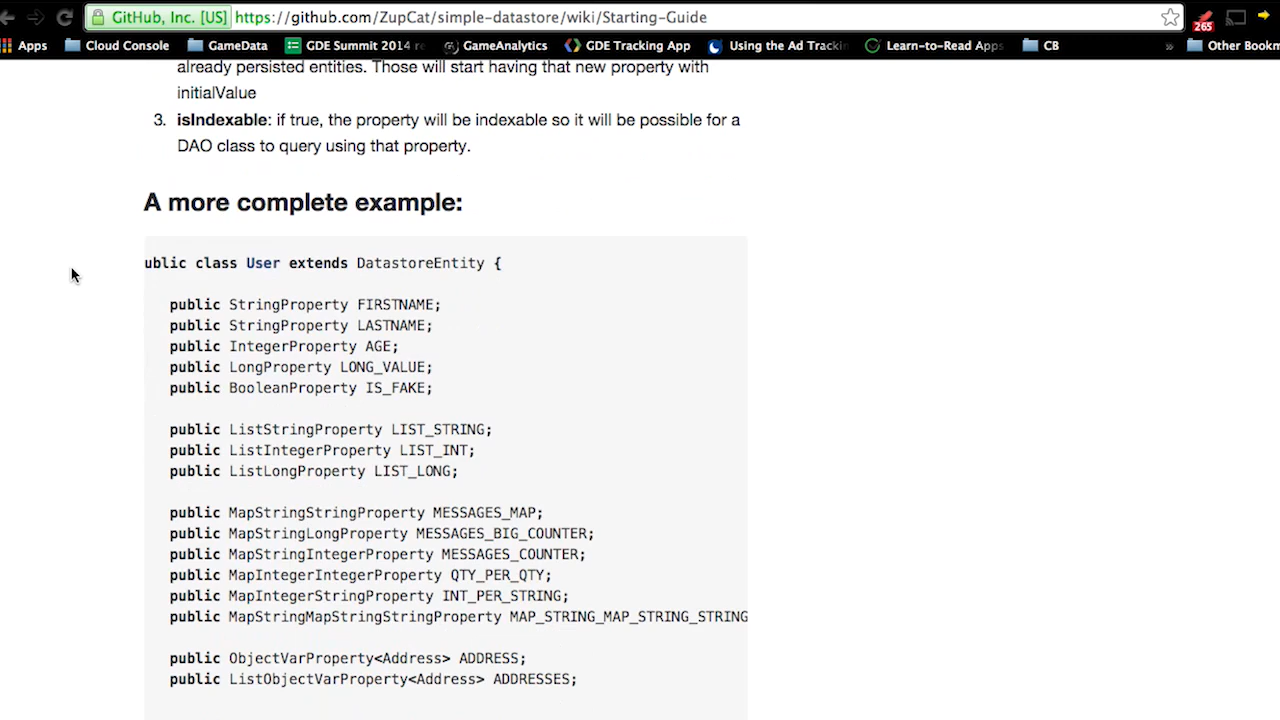 GitHub, Inc. [US] https://github.com/ZupCat/simple-datastore/wiki/Starting-Guide
265
Apps Cloud Console GameData GDE Summit 2014 re GameAnalytics GDE Tracking App Using the Ad Tracki Learn-to-Read Apps CB » Other Bookm
already persisted entities. Those will start having that new property with
initialValue
3. isIndexable: if true, the property will be indexable so it will be possible for a
DAO class to query using that property.
A more complete example:
ublic class User extends DatastoreEntity {
public StringProperty FIRSTNAME;
public StringProperty LASTNAME;
public IntegerProperty AGE;
public LongProperty LONG_VALUE;
public BooleanProperty IS_FAKE;
public ListStringProperty LIST_STRING;
public ListIntegerProperty LIST_INT;
public ListLongProperty LIST_LONG;
public MapStringStringProperty MESSAGES_MAP;
public MapStringLongProperty MESSAGES_BIG_COUNTER;
public MapStringIntegerProperty MESSAGES_COUNTER;
public MapIntegerIntegerProperty QTY_PER_QTY;
public MapIntegerStringProperty INT_PER_STRING;
public MapStringMapStringStringProperty MAP_STRING_MAP_STRING_STRING
public ObjectVarProperty<Address> ADDRESS;
public ListObjectVarProperty<Address> ADDRESSES;